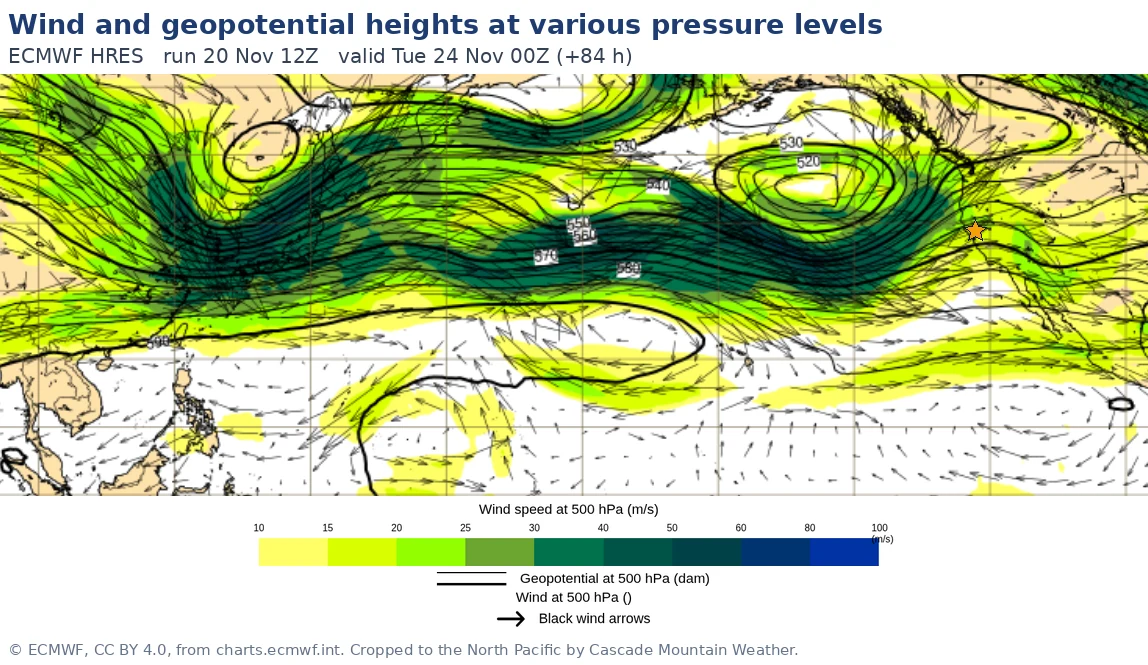 Wind and geopotential heights at various pressure levels
ECMWF HRES run 20 Nov 12Z valid Tue 24 Nov 00Z (+84 h)
510
530
530
520
540
550
560
570
580
590
Wind speed at 500 hPa (m/s)
10 15 20 25 30 40 50 60 80 100
(m/s)
Geopotential at 500 hPa (dam)
Wind at 500 hPa ()
Black wind arrows
© ECMWF, CC BY 4.0, from charts.ecmwf.int. Cropped to the North Pacific by Cascade Mountain Weather.